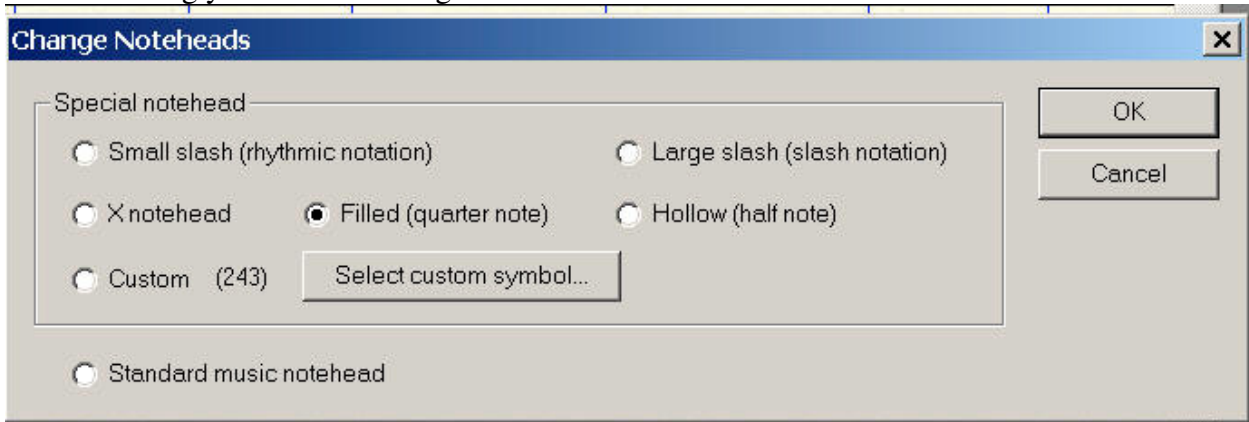 Change Noteheads
Special notehead
OK
Small slash (rhythmic notation) Large slash (slash notation)
Cancel
X notehead Filled (quarter note) Hollow (half note)
Custom (243) Select custom symbol...
Standard music notehead